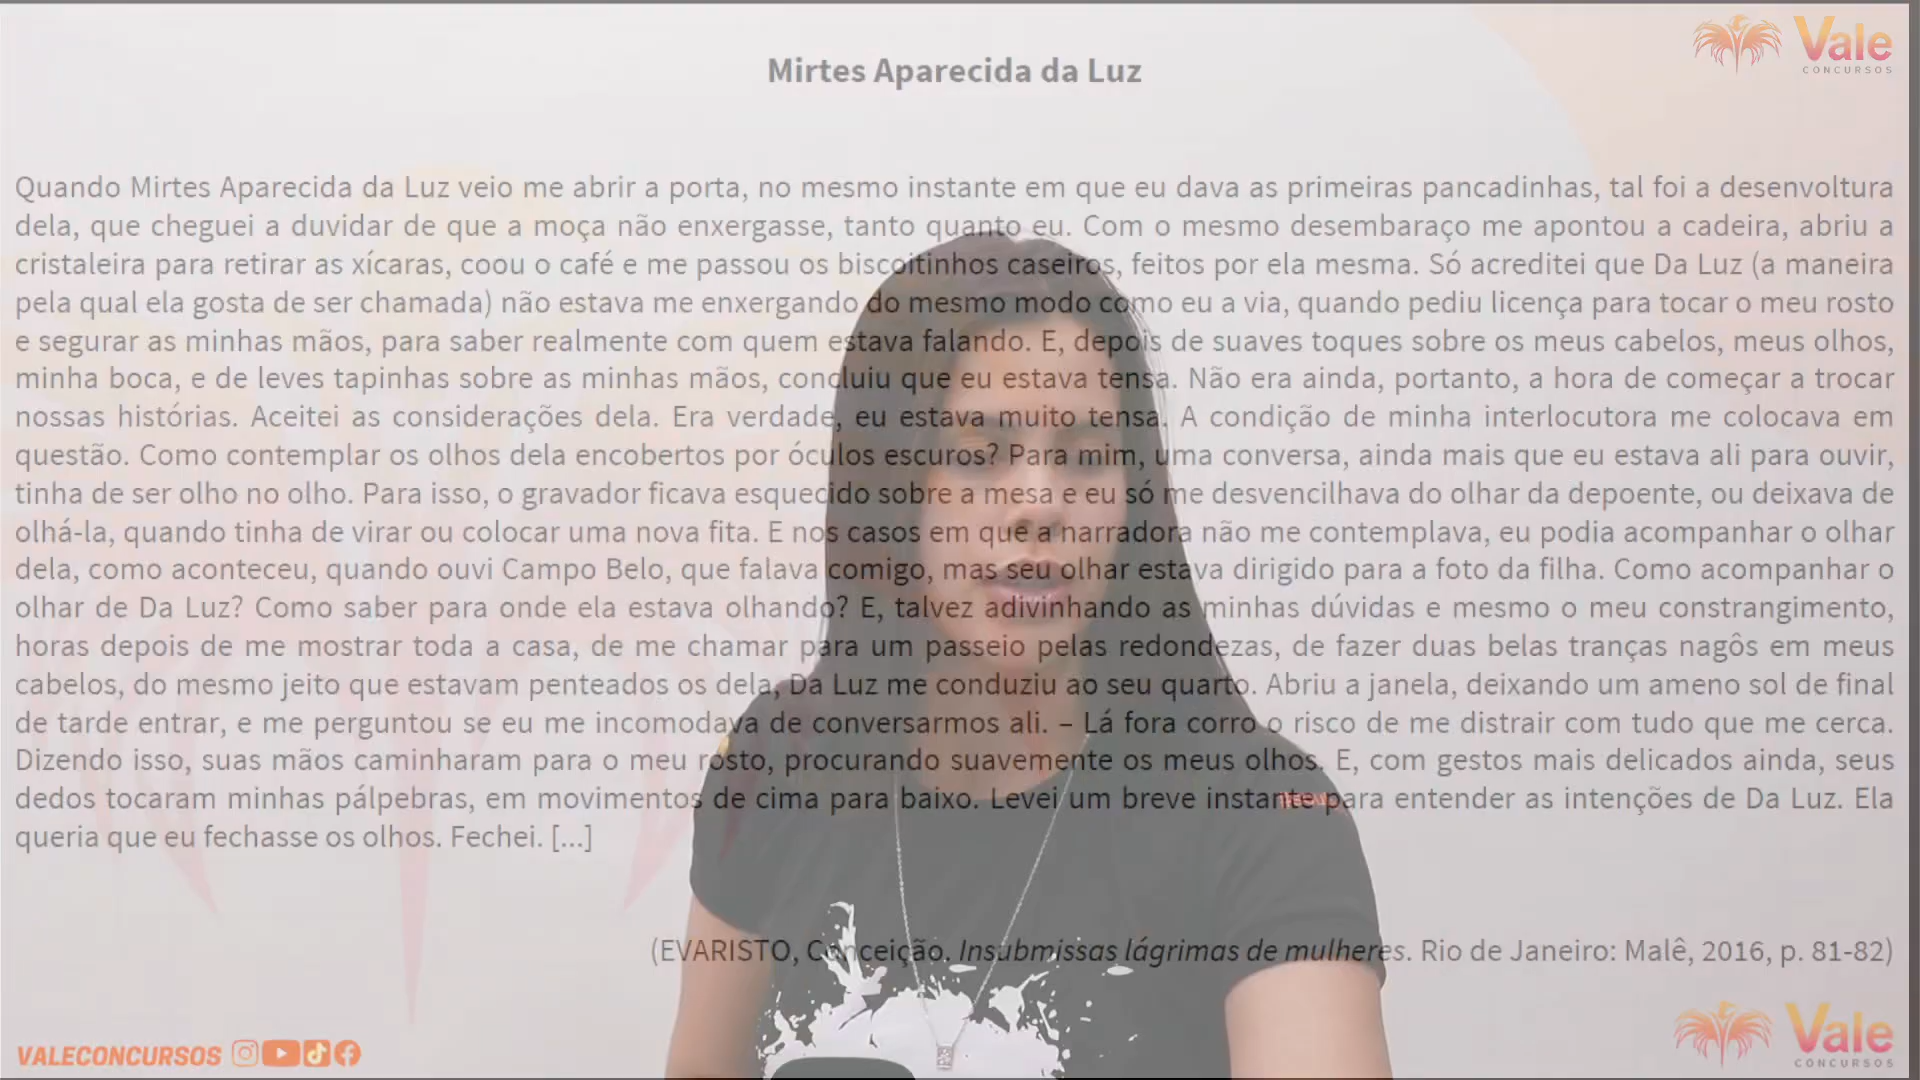 Vale
CONCURSOS
Mirtes Aparecida da Luz
Quando Mirtes Aparecida da Luz veio me abrir a porta, no mesmo instante em que eu dava as primeiras pancadinhas, tal foi a desenvoltura
dela, que cheguei a duvidar de que a moça não enxergasse, tanto quanto eu. Com o mesmo desembaraço me apontou a cadeira, abriu a
cristaleira para retirar as xícaras, coou o café e me passou os biscoitinhos caseiros, feitos por ela mesma. Só acreditei que Da Luz (a maneira
pela qual ela gosta de ser chamada) não estava me enxergando do mesmo modo como eu a via, quando pediu licença para tocar o meu rosto
e segurar as minhas mãos, para saber realmente com quem estava falando. E, depois de suaves toques sobre os meus cabelos, meus olhos,
minha boca, e de leves tapinhas sobre as minhas mãos, concluiu que eu estava tensa. Não era ainda, portanto, a hora de começar a trocar
nossas histórias. Aceitei as considerações dela. Era verdade, eu estava muito tensa. A condição de minha interlocutora me colocava em
questão. Como contemplar os olhos dela encobertos por óculos escuros? Para mim, uma conversa, ainda mais que eu estava ali para ouvir,
tinha de ser olho no olho. Para isso, o gravador ficava esquecido sobre a mesa e eu só me desvencilhava do olhar da depoente, ou deixava de
olhá-la, quando tinha de virar ou colocar uma nova fita. E nos casos em que a narradora não me contemplava, eu podia acompanhar o olhar
dela, como aconteceu, quando ouvi Campo Belo, que falava comigo, mas seu olhar estava dirigido para a foto da filha. Como acompanhar o
olhar de Da Luz? Como saber para onde ela estava olhando? E, talvez adivinhando as minhas dúvidas e mesmo o meu constrangimento,
horas depois de me mostrar toda a casa, de me chamar para um passeio pelas redondezas, de fazer duas belas tranças nagôs em meus
cabelos, do mesmo jeito que estavam penteados os dela, Da Luz me conduziu ao seu quarto. Abriu a janela, deixando um ameno sol de final
de tarde entrar, e me perguntou se eu me incomodava de conversarmos ali. – Lá fora corro o risco de me distrair com tudo que me cerca.
Dizendo isso, suas mãos caminharam para o meu rosto, procurando suavemente os meus olhos. E, com gestos mais delicados ainda, seus
dedos tocaram minhas pálpebras, em movimentos de cima para baixo. Levei um breve instante para entender as intenções de Da Luz. Ela
queria que eu fechasse os olhos. Fechei. [...]
(EVARISTO, Conceição. Insubmissas lágrimas de mulheres. Rio de Janeiro: Malê, 2016, p. 81-82)
VALECONCURSOS
Vale
CONCURSOS